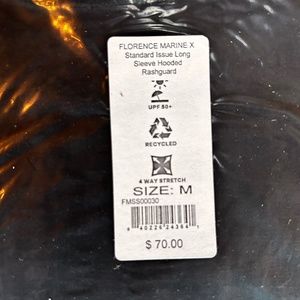 FLORENCE MARINE X
Standard Issue Long
Sleeve Hooded
Rashguard
UPF 50+
RECYCLED
4 WAY STRETCH
SIZE: M
FMSS00030
$ 70.00